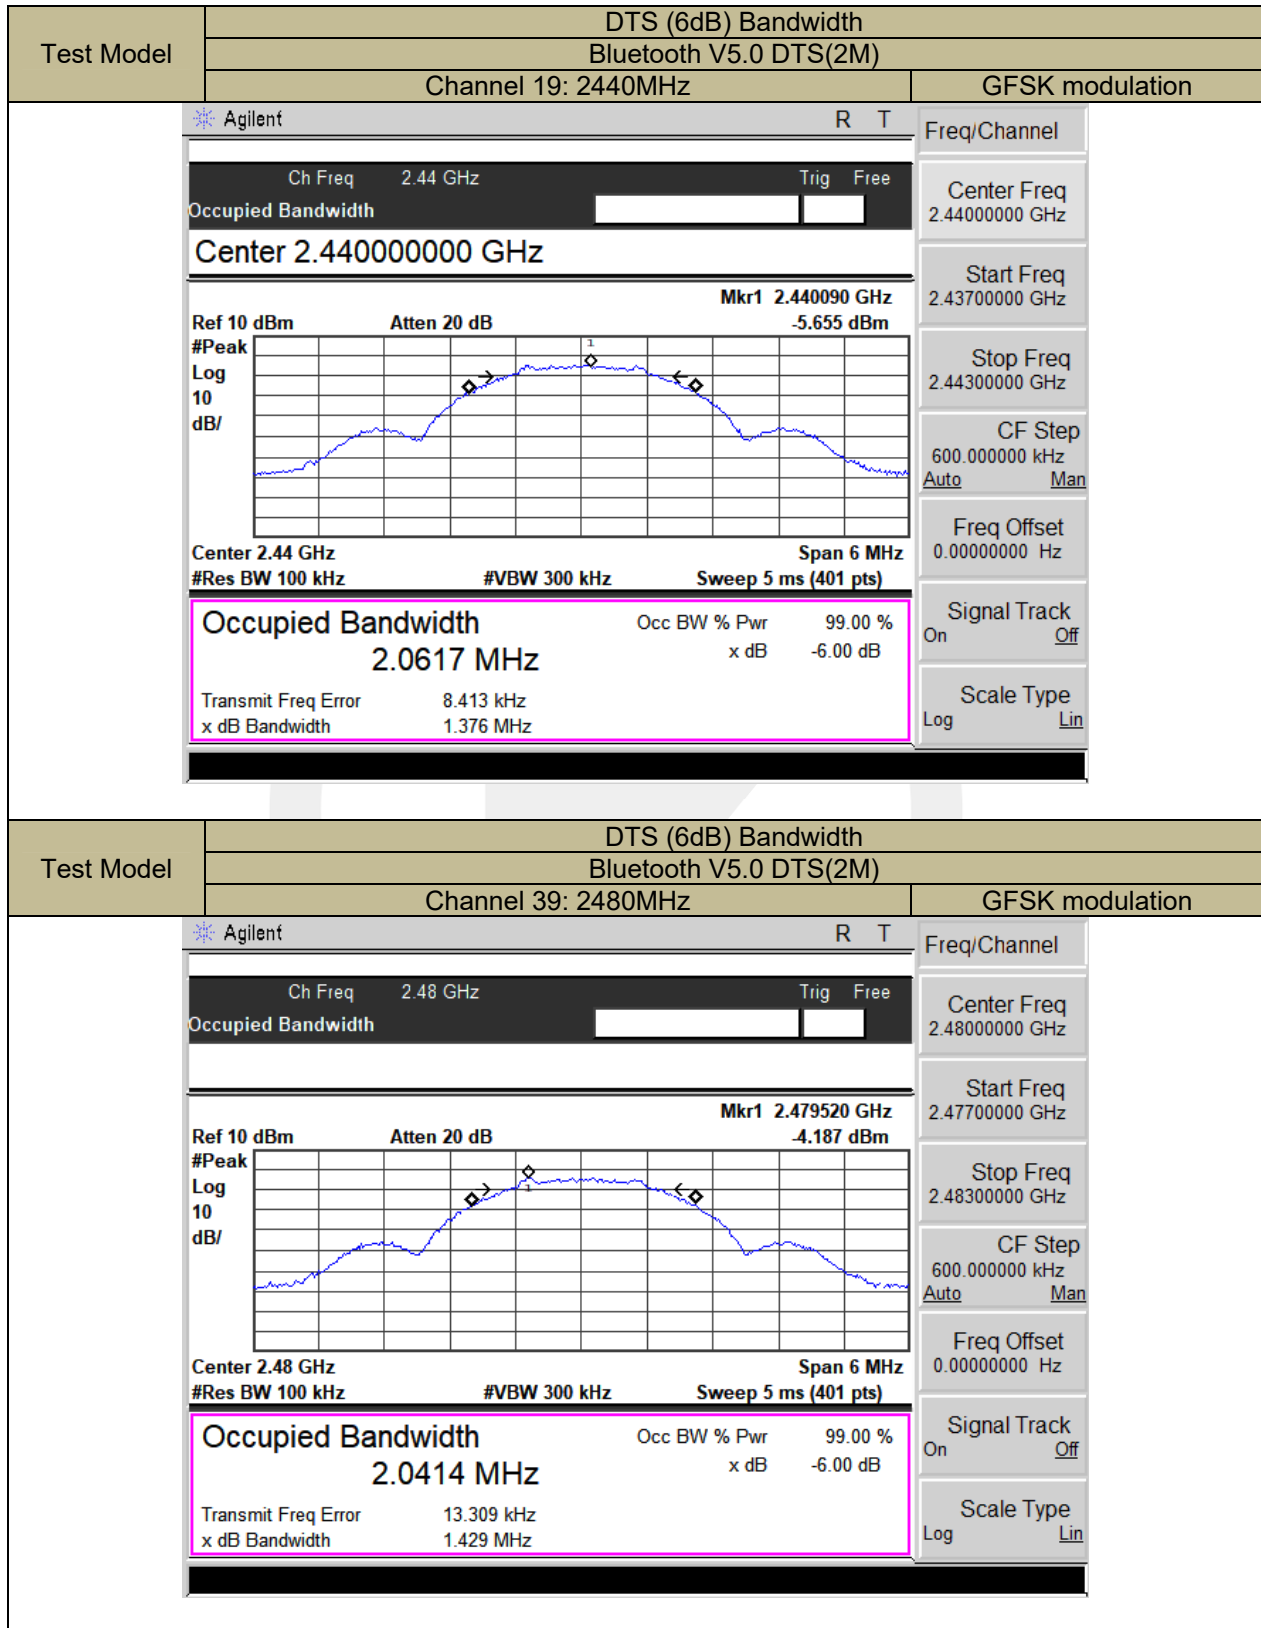 DTS (6dB) Bandwidth
Test Model
Bluetooth V5.0 DTS(2M)
Channel 19: 2440MHz GFSK modulation
Agilent R T
Freq/Channel
Ch Freq 2.44 GHz Trig Free
Occupied Bandwidth
Center 2.440000000 GHz
Mkr1 2.440090 GHz
Ref 10 dBm Atten 20 dB -5.655 dBm
#Peak
Log
10
dB/
1
Center 2.44 GHz Span 6 MHz
#Res BW 100 kHz #VBW 300 kHz Sweep 5 ms (401 pts)
Occupied Bandwidth
2.0617 MHz
Occ BW % Pwr 99.00 %
x dB -6.00 dB
Transmit Freq Error 8.413 kHz
x dB Bandwidth 1.376 MHz
Center Freq
2.44000000 GHz
Start Freq
2.43700000 GHz
Stop Freq
2.44300000 GHz
CF Step
600.000000 kHz
Auto Man
Freq Offset
0.00000000 Hz
Signal Track
On Off
Scale Type
Log Lin
DTS (6dB) Bandwidth
Test Model
Bluetooth V5.0 DTS(2M)
Channel 39: 2480MHz GFSK modulation
Agilent R T
Freq/Channel
Ch Freq 2.48 GHz Trig Free
Occupied Bandwidth
Mkr1 2.479520 GHz
Ref 10 dBm Atten 20 dB -4.187 dBm
#Peak
Log
10
dB/
1
Center 2.48 GHz Span 6 MHz
#Res BW 100 kHz #VBW 300 kHz Sweep 5 ms (401 pts)
Occupied Bandwidth
2.0414 MHz
Occ BW % Pwr 99.00 %
x dB -6.00 dB
Transmit Freq Error 13.309 kHz
x dB Bandwidth 1.429 MHz
Center Freq
2.48000000 GHz
Start Freq
2.47700000 GHz
Stop Freq
2.48300000 GHz
CF Step
600.000000 kHz
Auto Man
Freq Offset
0.00000000 Hz
Signal Track
On Off
Scale Type
Log Lin